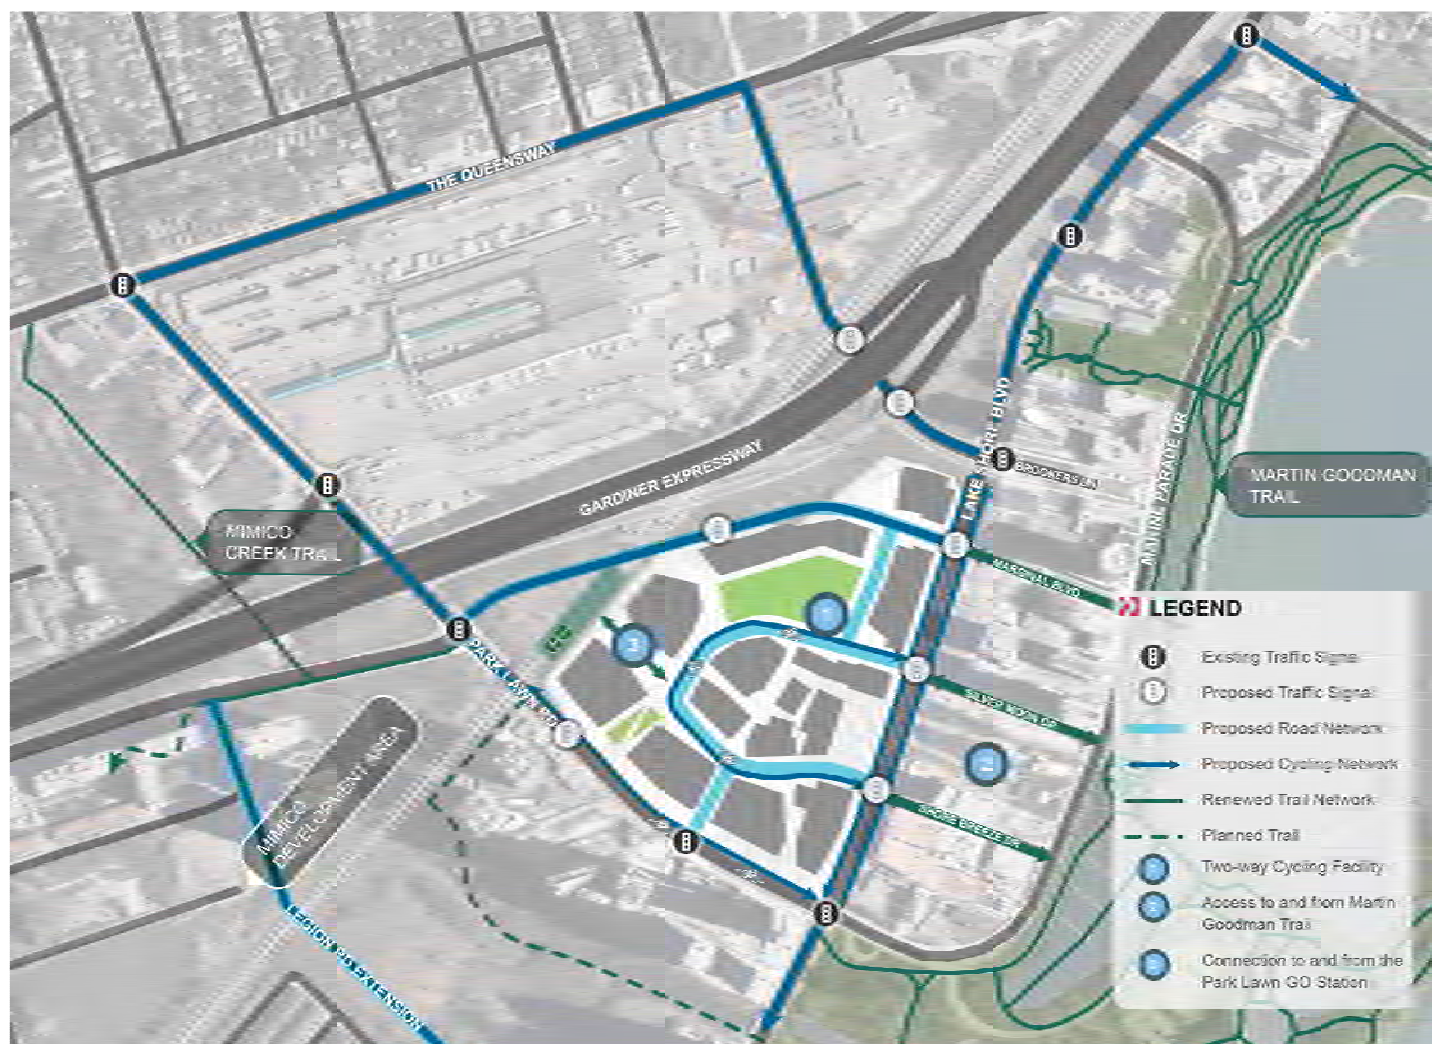 THE QUEENSWAY
GARDINER EXPRESSWAY
LAKE SHORE BLVD
BROOKERS LN
MARINE PARADE DR
MARTIN GOODMAN
TRAIL
MIMICO
CREEK TRAIL
MARGINAL BLVD
PARK LAWN RD
SILVER MOON DR
SHORE BREEZE DR
MIMICO
DEVELOPMENT AREA
LEGION RD EXTENSION
LEGEND
Existing Traffic Signal
Proposed Traffic Signal
Proposed Road Network
Proposed Cycling Network
Renewed Trail Network
Planned Trail
Two-way Cycling Facility
Access to and from Martin
Goodman Trail
Connection to and from the
Park Lawn GO Station